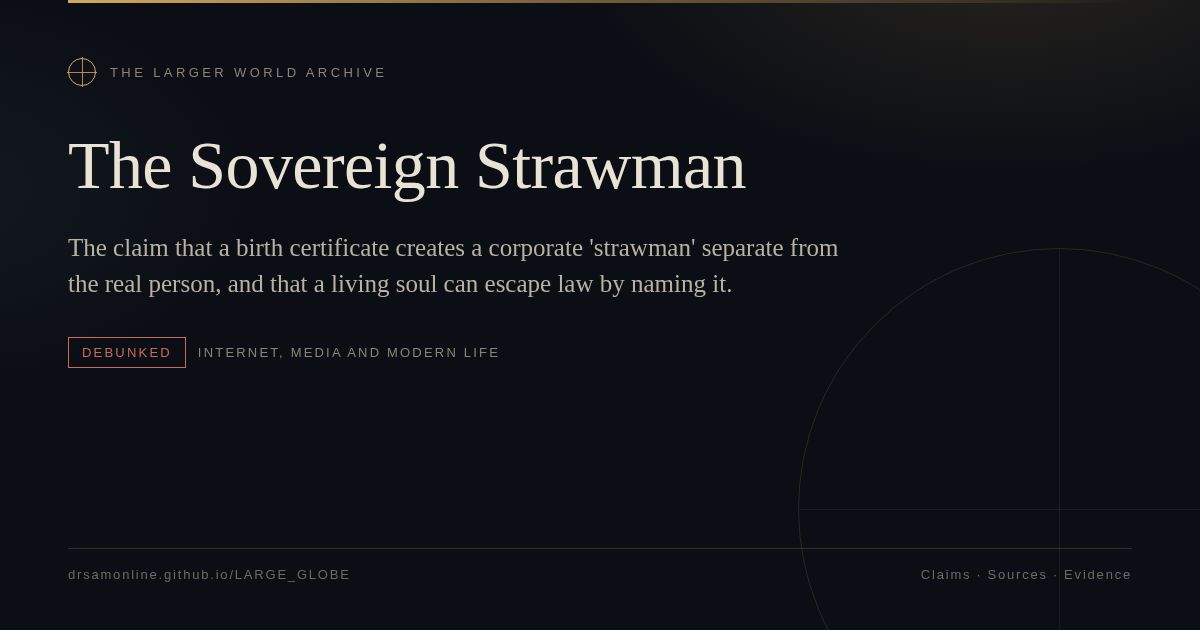 THE LARGER WORLD ARCHIVE
The Sovereign Strawman
The claim that a birth certificate creates a corporate 'strawman' separate from
the real person, and that a living soul can escape law by naming it.
DEBUNKED INTERNET, MEDIA AND MODERN LIFE
drsamonline.github.io/LARGE_GLOBE Claims · Sources · Evidence